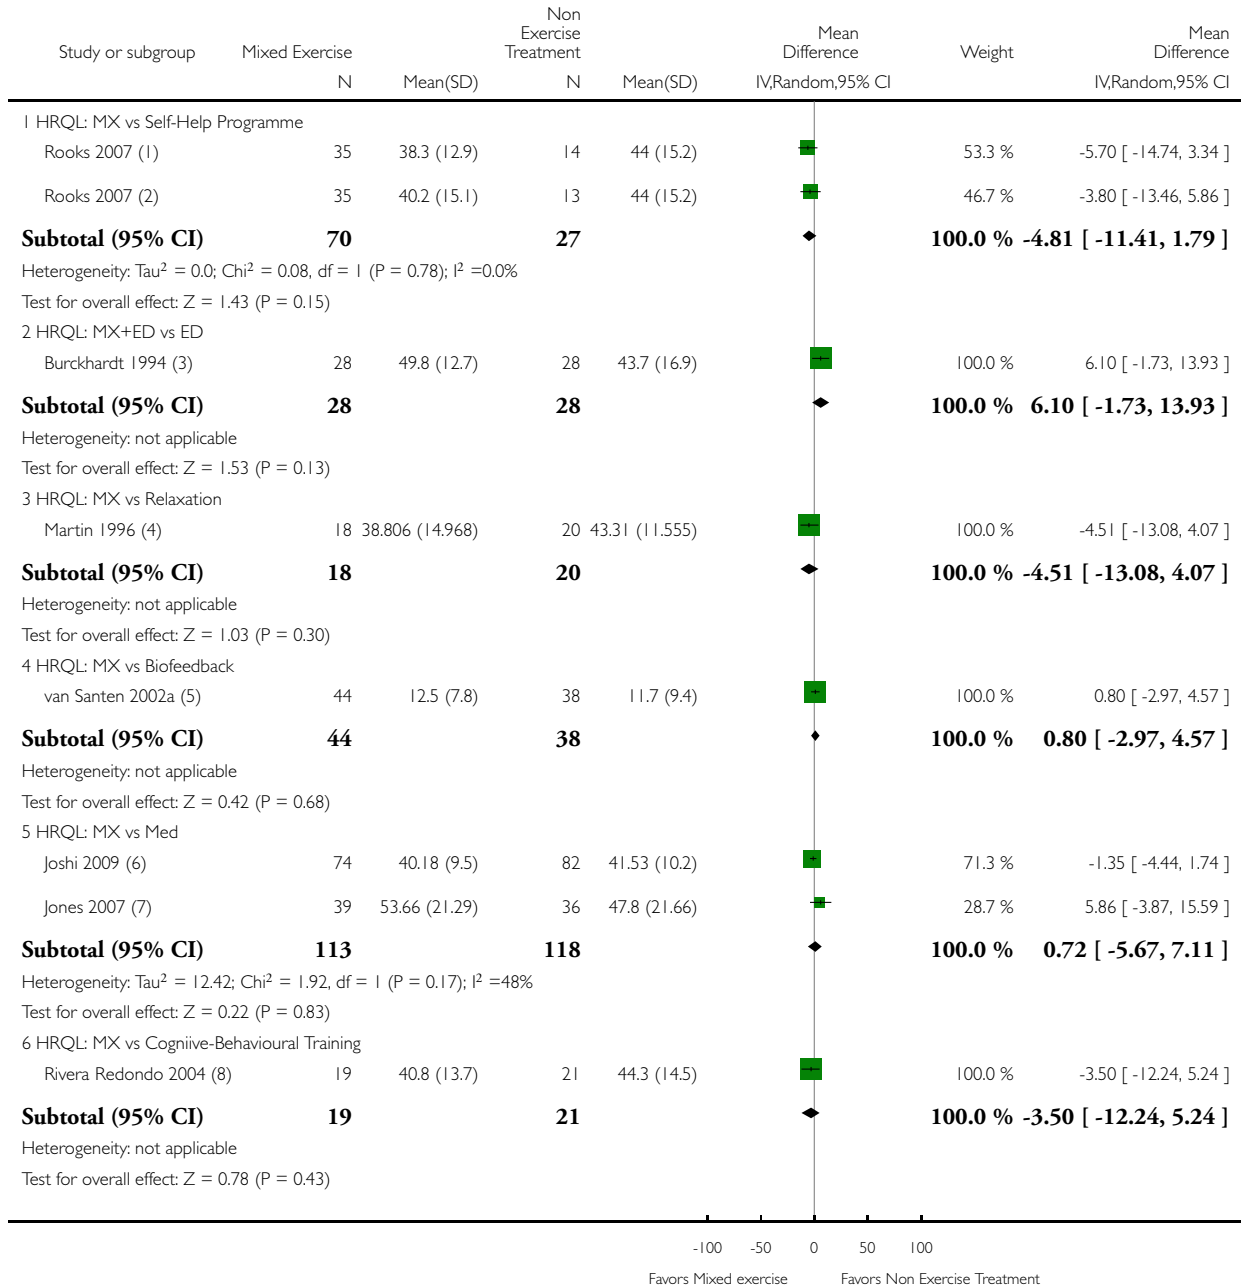 Non
Exercise
Treatment
Mean
Difference
Mean
Difference
Study or subgroup Mixed Exercise Weight
N Mean(SD) N Mean(SD) IV,Random,95% CI IV,Random,95% CI
1 HRQL: MX vs Self-Help Programme
Rooks 2007 (1) 35 38.3 (12.9) 14 44 (15.2) 53.3 % -5.70 [ -14.74, 3.34 ]
Rooks 2007 (2) 35 40.2 (15.1) 13 44 (15.2) 46.7 % -3.80 [ -13.46, 5.86 ]
Subtotal (95% CI) 70 27 100.0 % -4.81 [ -11.41, 1.79 ]
Heterogeneity: Tau² = 0.0; Chi² = 0.08, df = 1 (P = 0.78); I² =0.0%
Test for overall effect: Z = 1.43 (P = 0.15)
2 HRQL: MX+ED vs ED
Burckhardt 1994 (3) 28 49.8 (12.7) 28 43.7 (16.9) 100.0 % 6.10 [ -1.73, 13.93 ]
Subtotal (95% CI) 28 28 100.0 % 6.10 [ -1.73, 13.93 ]
Heterogeneity: not applicable
Test for overall effect: Z = 1.53 (P = 0.13)
3 HRQL: MX vs Relaxation
Martin 1996 (4) 18 38.806 (14.968) 20 43.31 (11.555) 100.0 % -4.51 [ -13.08, 4.07 ]
Subtotal (95% CI) 18 20 100.0 % -4.51 [ -13.08, 4.07 ]
Heterogeneity: not applicable
Test for overall effect: Z = 1.03 (P = 0.30)
4 HRQL: MX vs Biofeedback
van Santen 2002a (5) 44 12.5 (7.8) 38 11.7 (9.4) 100.0 % 0.80 [ -2.97, 4.57 ]
Subtotal (95% CI) 44 38 100.0 % 0.80 [ -2.97, 4.57 ]
Heterogeneity: not applicable
Test for overall effect: Z = 0.42 (P = 0.68)
5 HRQL: MX vs Med
Joshi 2009 (6) 74 40.18 (9.5) 82 41.53 (10.2) 71.3 % -1.35 [ -4.44, 1.74 ]
Jones 2007 (7) 39 53.66 (21.29) 36 47.8 (21.66) 28.7 % 5.86 [ -3.87, 15.59 ]
Subtotal (95% CI) 113 118 100.0 % 0.72 [ -5.67, 7.11 ]
Heterogeneity: Tau² = 12.42; Chi² = 1.92, df = 1 (P = 0.17); I² =48%
Test for overall effect: Z = 0.22 (P = 0.83)
6 HRQL: MX vs Cogniive-Behavioural Training
Rivera Redondo 2004 (8) 19 40.8 (13.7) 21 44.3 (14.5) 100.0 % -3.50 [ -12.24, 5.24 ]
Subtotal (95% CI) 19 21 100.0 % -3.50 [ -12.24, 5.24 ]
Heterogeneity: not applicable
Test for overall effect: Z = 0.78 (P = 0.43)
-100 -50 0 50 100
Favors Mixed exercise Favors Non Exercise Treatment